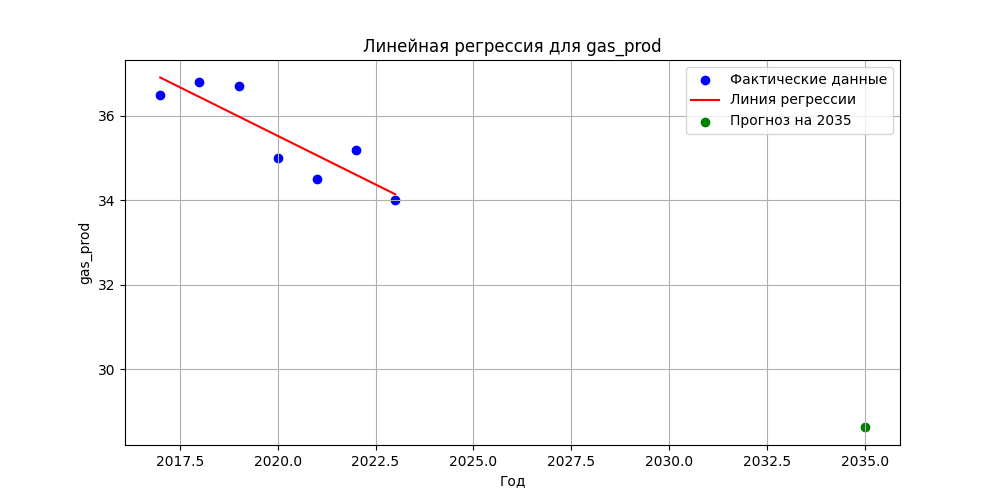 Линейная регрессия для gas_prod
Фактические данные
Линия регрессии
Прогноз на 2035
gas_prod
36
34
32
30
2017.5
2020.0
2022.5
2025.0
2027.5
2030.0
2032.5
2035.0
Год